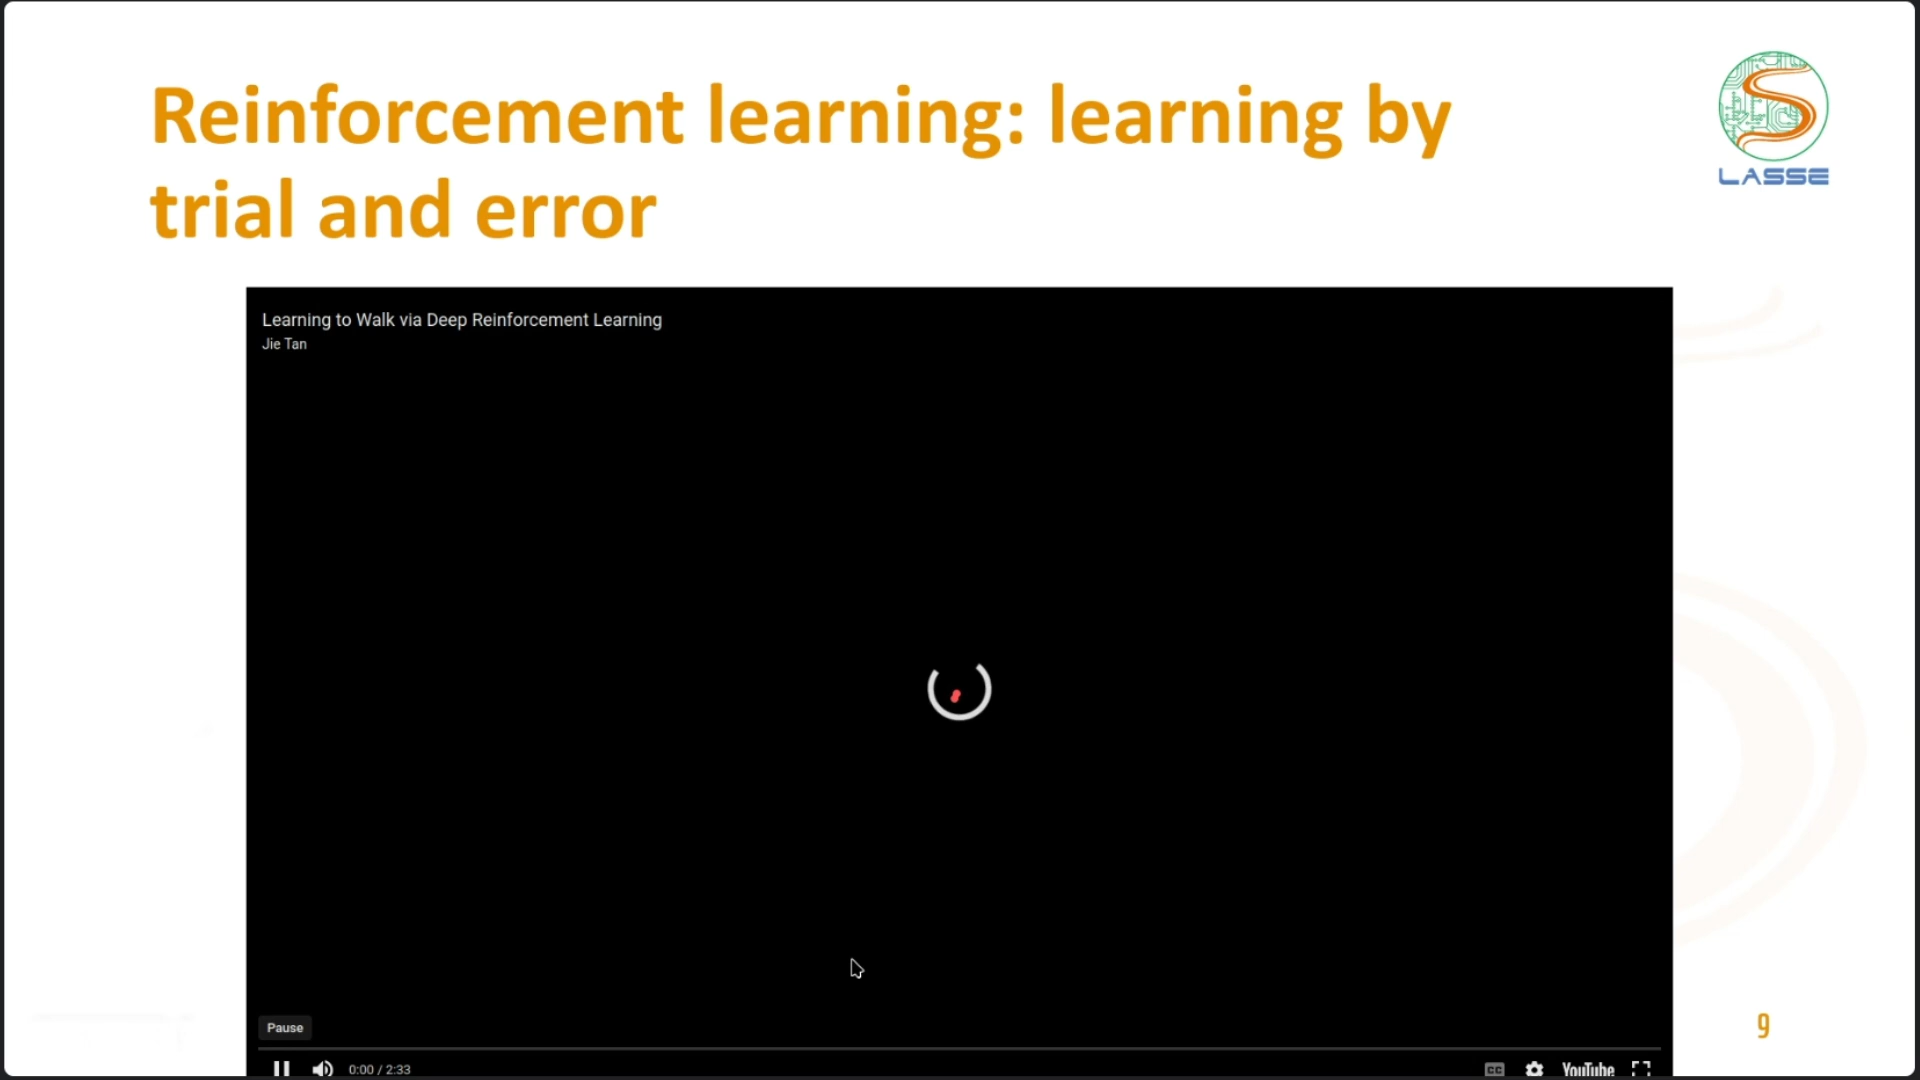 Reinforcement learning: learning by
trial and error
LASSE
Learning to Walk via Deep Reinforcement Learning
Jie Tan
Pause
0:00 / 2:33
CC
YouTube
9